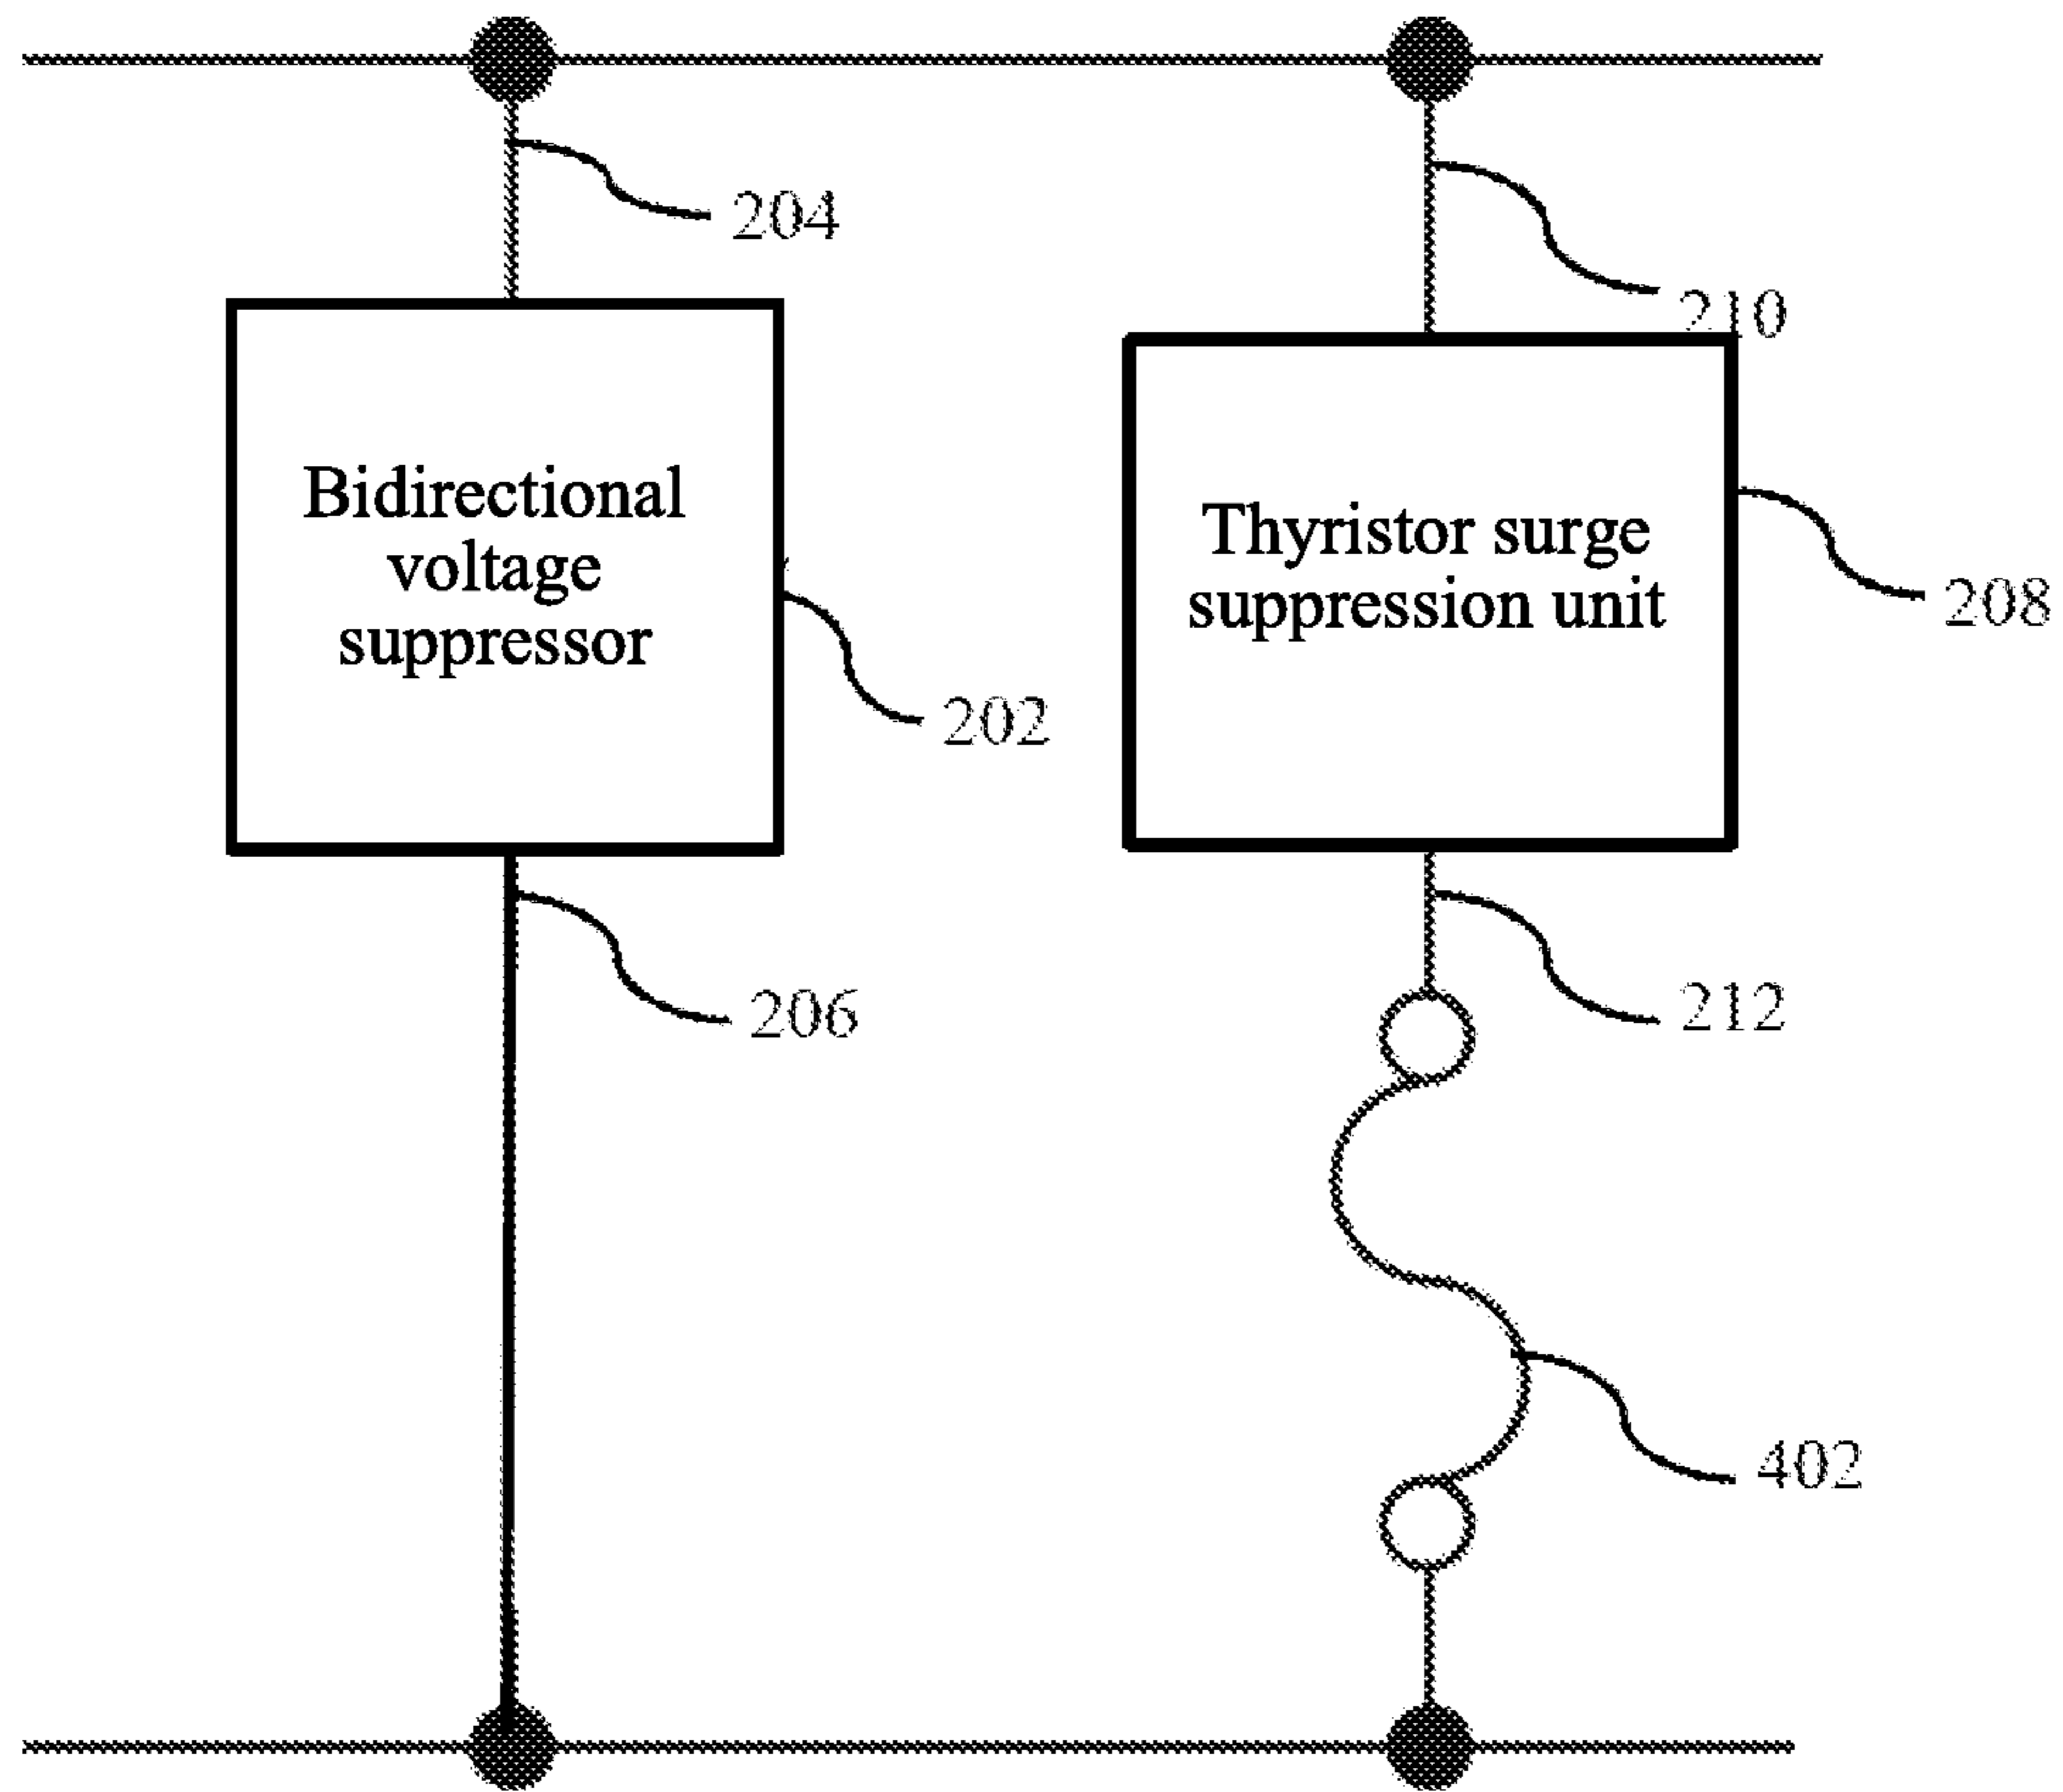 204
210
Bidirectional
voltage
suppressor
Thyristor surge
suppression unit
208
202
206
212
402